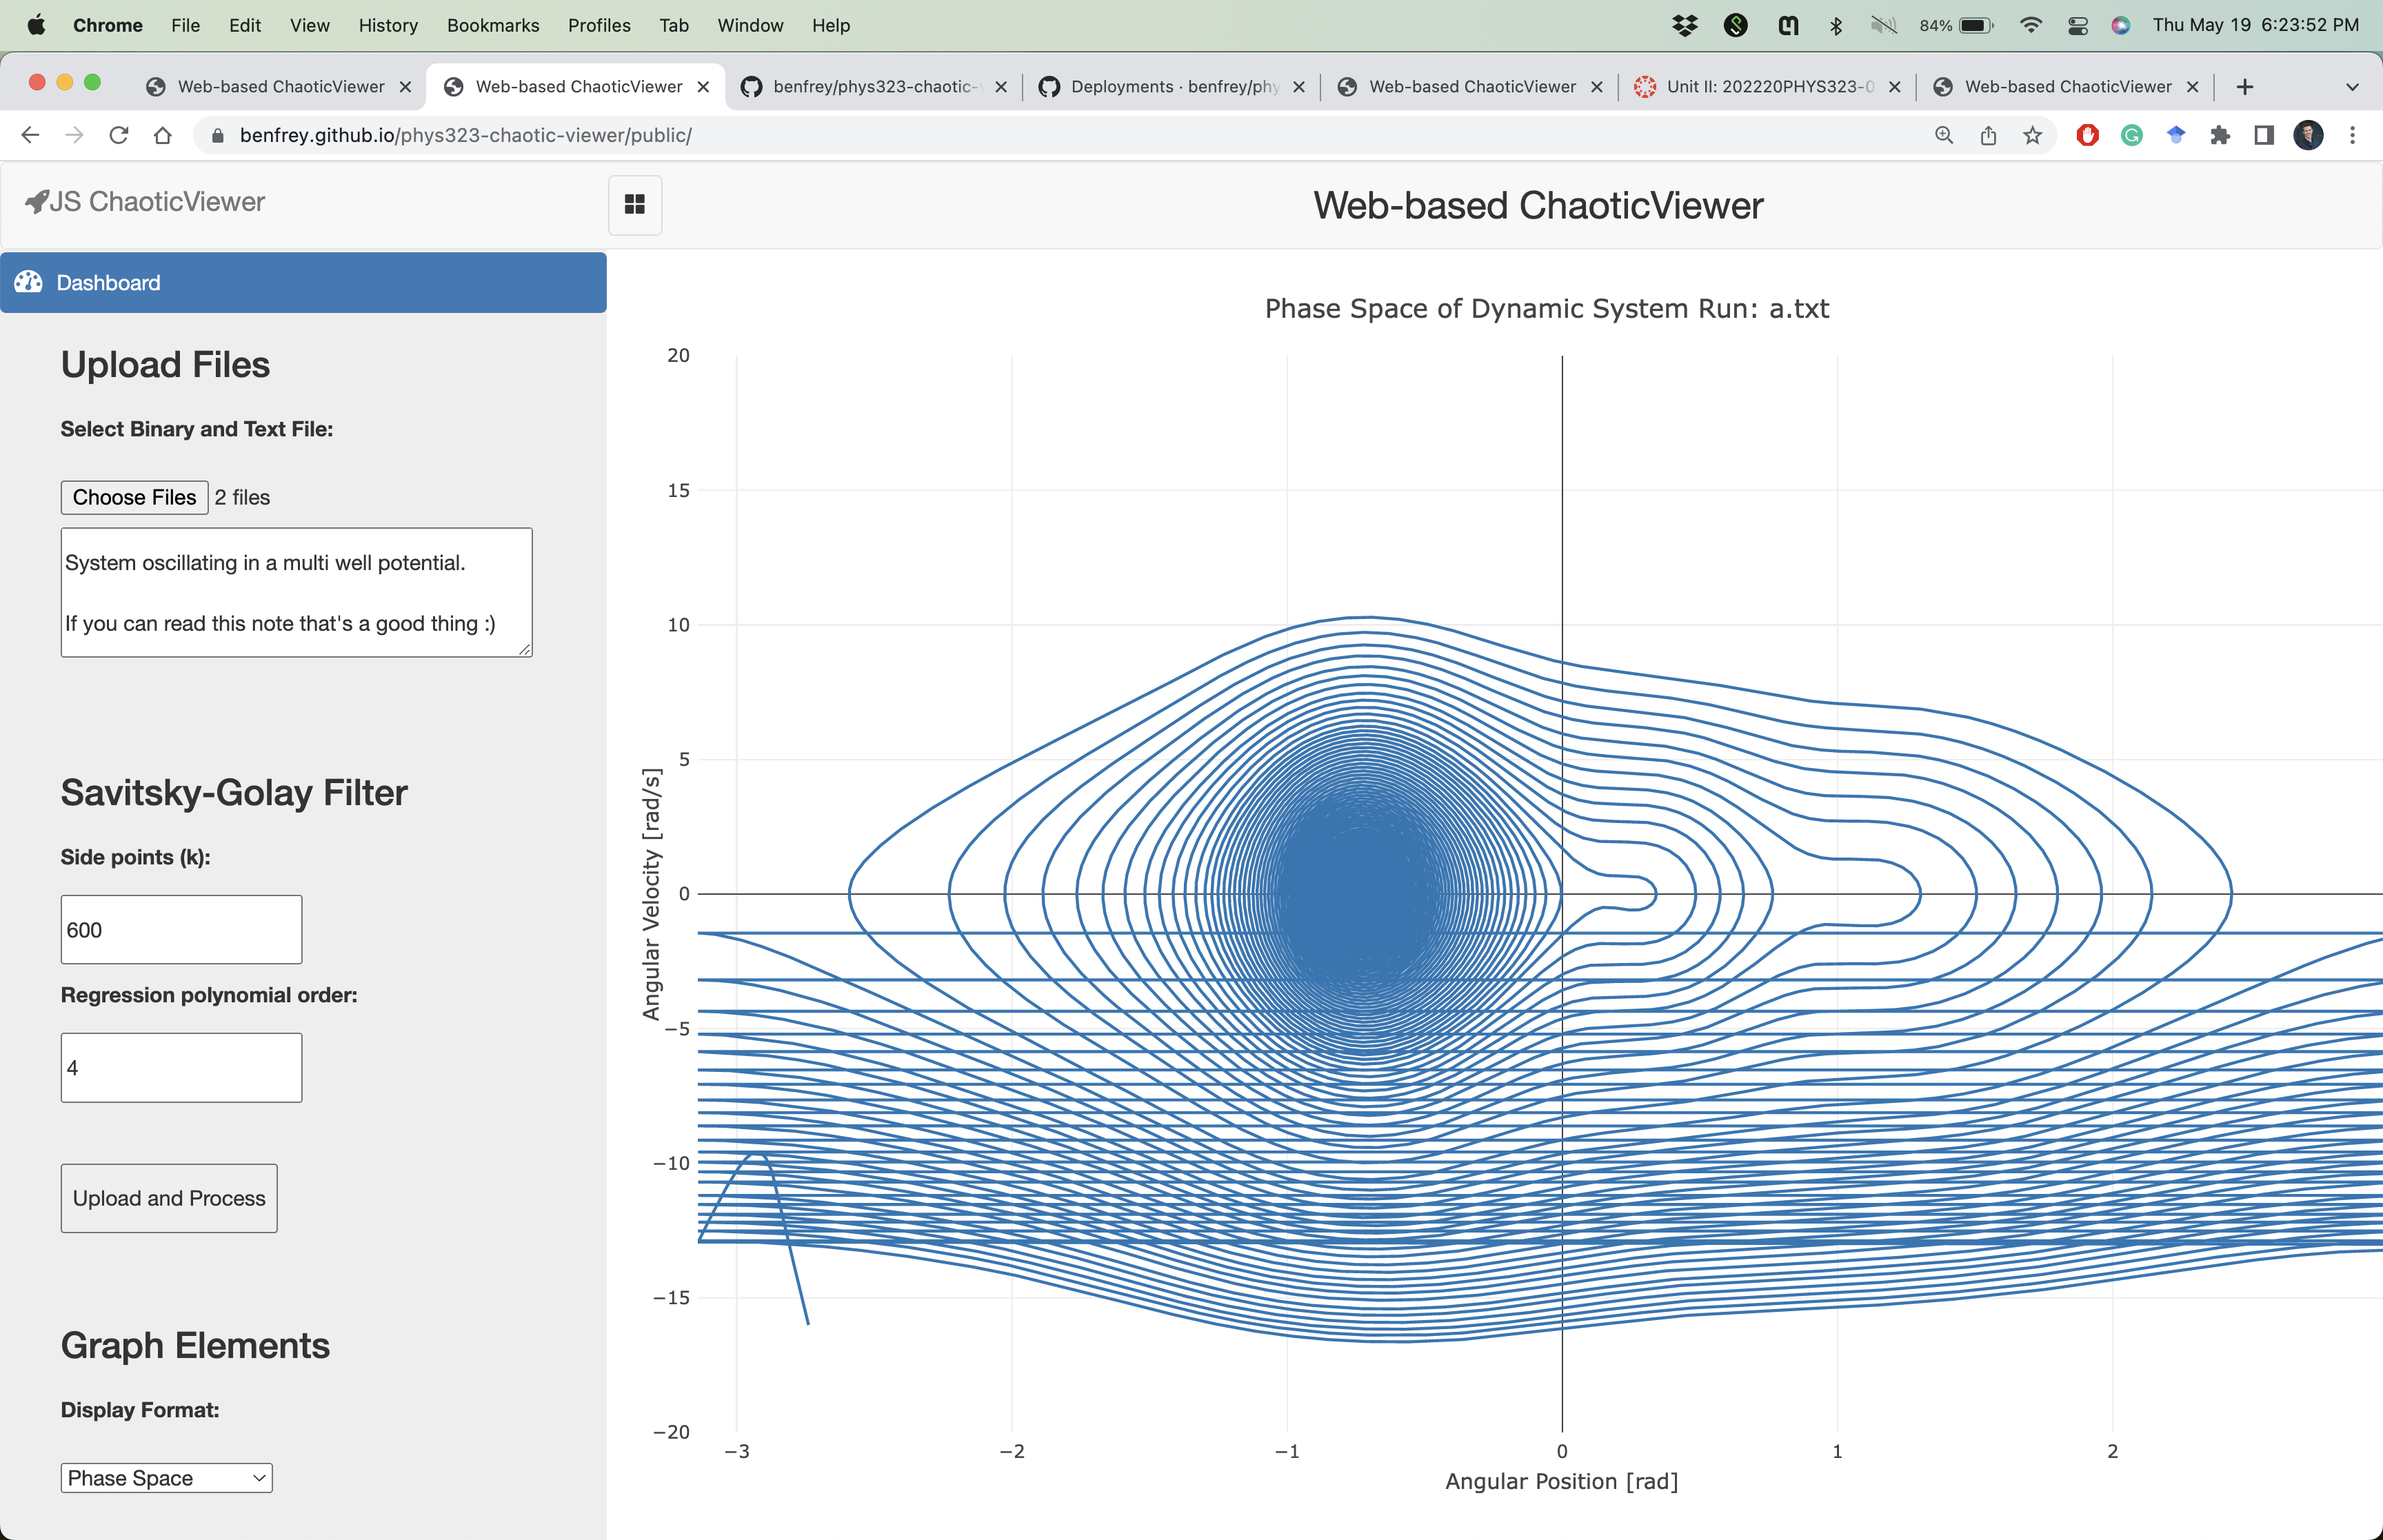 Chrome File Edit View History Bookmarks Profiles Tab Window Help 84% Thu May 19 6:23:52 PM
Web-based ChaoticViewer Web-based ChaoticViewer benfrey/phys323-chaotic- Deployments · benfrey/phy Web-based ChaoticViewer Unit II: 202220PHYS323-0 Web-based ChaoticViewer
benfrey.github.io/phys323-chaotic-viewer/public/
JS ChaoticViewer
Web-based ChaoticViewer
Dashboard
Upload Files
Select Binary and Text File:
Choose Files 2 files
System oscillating in a multi well potential.
If you can read this note that's a good thing :)
Savitsky-Golay Filter
Side points (k):
600
Regression polynomial order:
4
Upload and Process
Graph Elements
Display Format:
Phase Space
Phase Space of Dynamic System Run: a.txt
20
15
10
5
0
−5
−10
−15
−20
Angular Velocity [rad/s]
−3 −2 −1 0 1 2
Angular Position [rad]